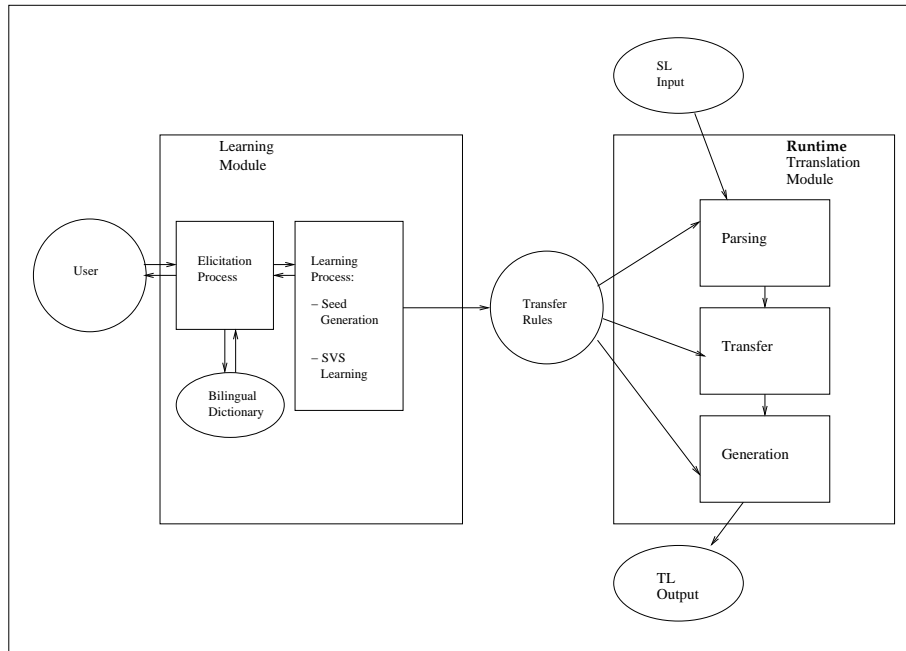 SL
Input
Learning
Module
Runtime
Trranslation
Module
User
Elicitation
Process
Learning
Process:
– Seed
Generation
– SVS
Learning
Bilingual
Dictionary
Transfer
Rules
Parsing
Transfer
Generation
TL
Output